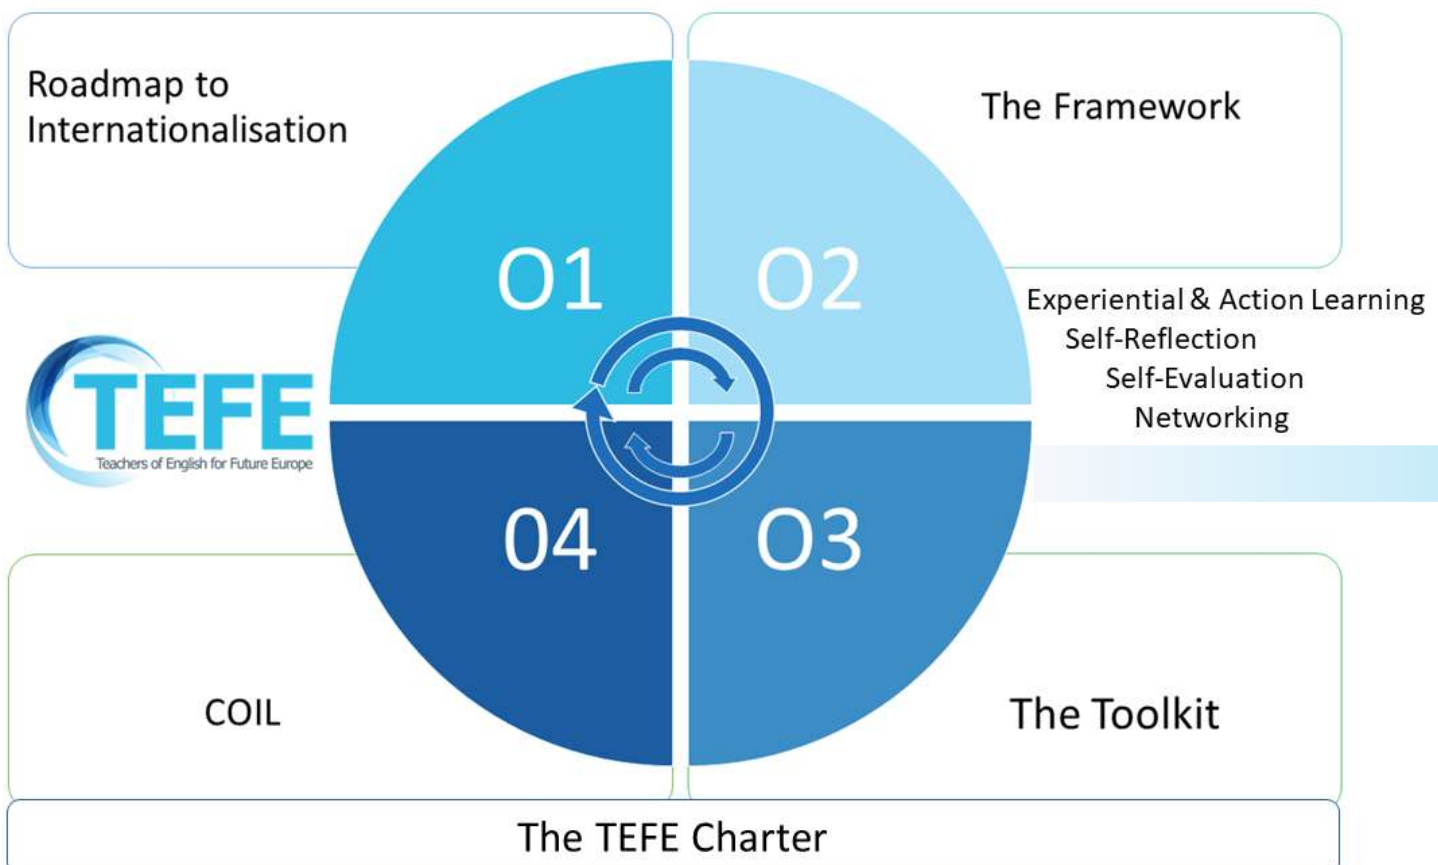 Roadmap to
Internationalisation
The Framework
O1
O2
Experiential & Action Learning
Self-Reflection
Self-Evaluation
Networking
TEFE
Teachers of English for Future Europe
04
O3
COIL
The Toolkit
The TEFE Charter